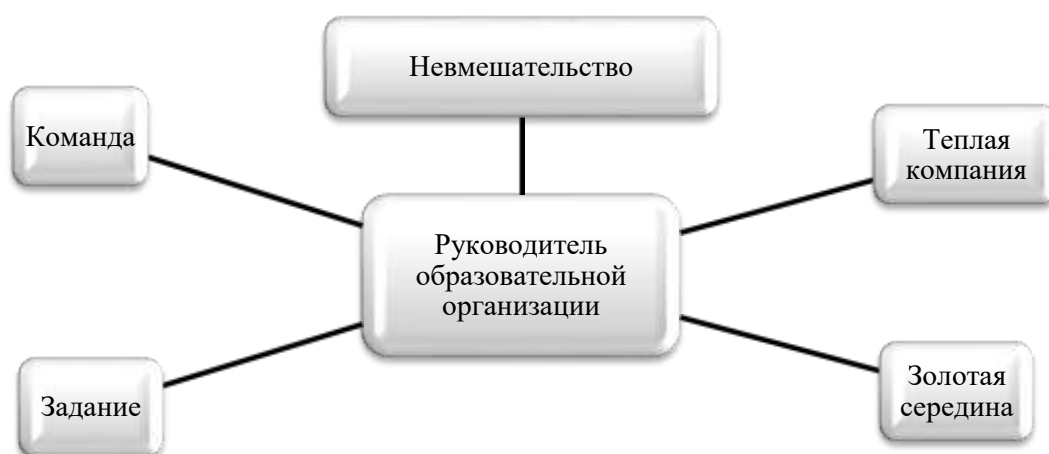 Невмешательство
Команда
Теплая
компания
Руководитель
образовательной
организации
Задание
Золотая
середина